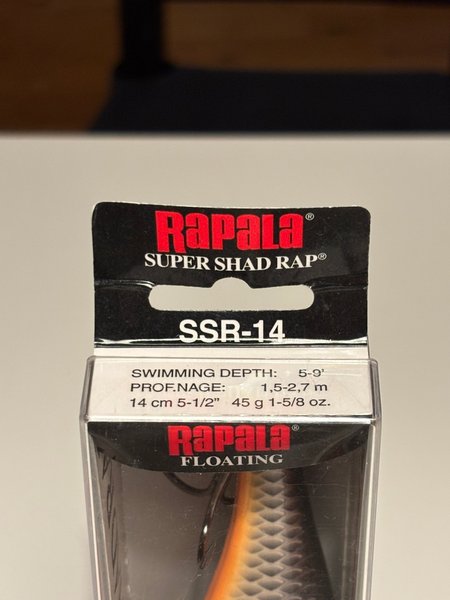 Rapala®
SUPER SHAD RAP®
SSR-14
SWIMMING DEPTH: 5-9'
PROF.NAGE: 1,5-2,7 m
14 cm 5-1/2" 45 g 1-5/8 oz.
Rapala®
FLOATING